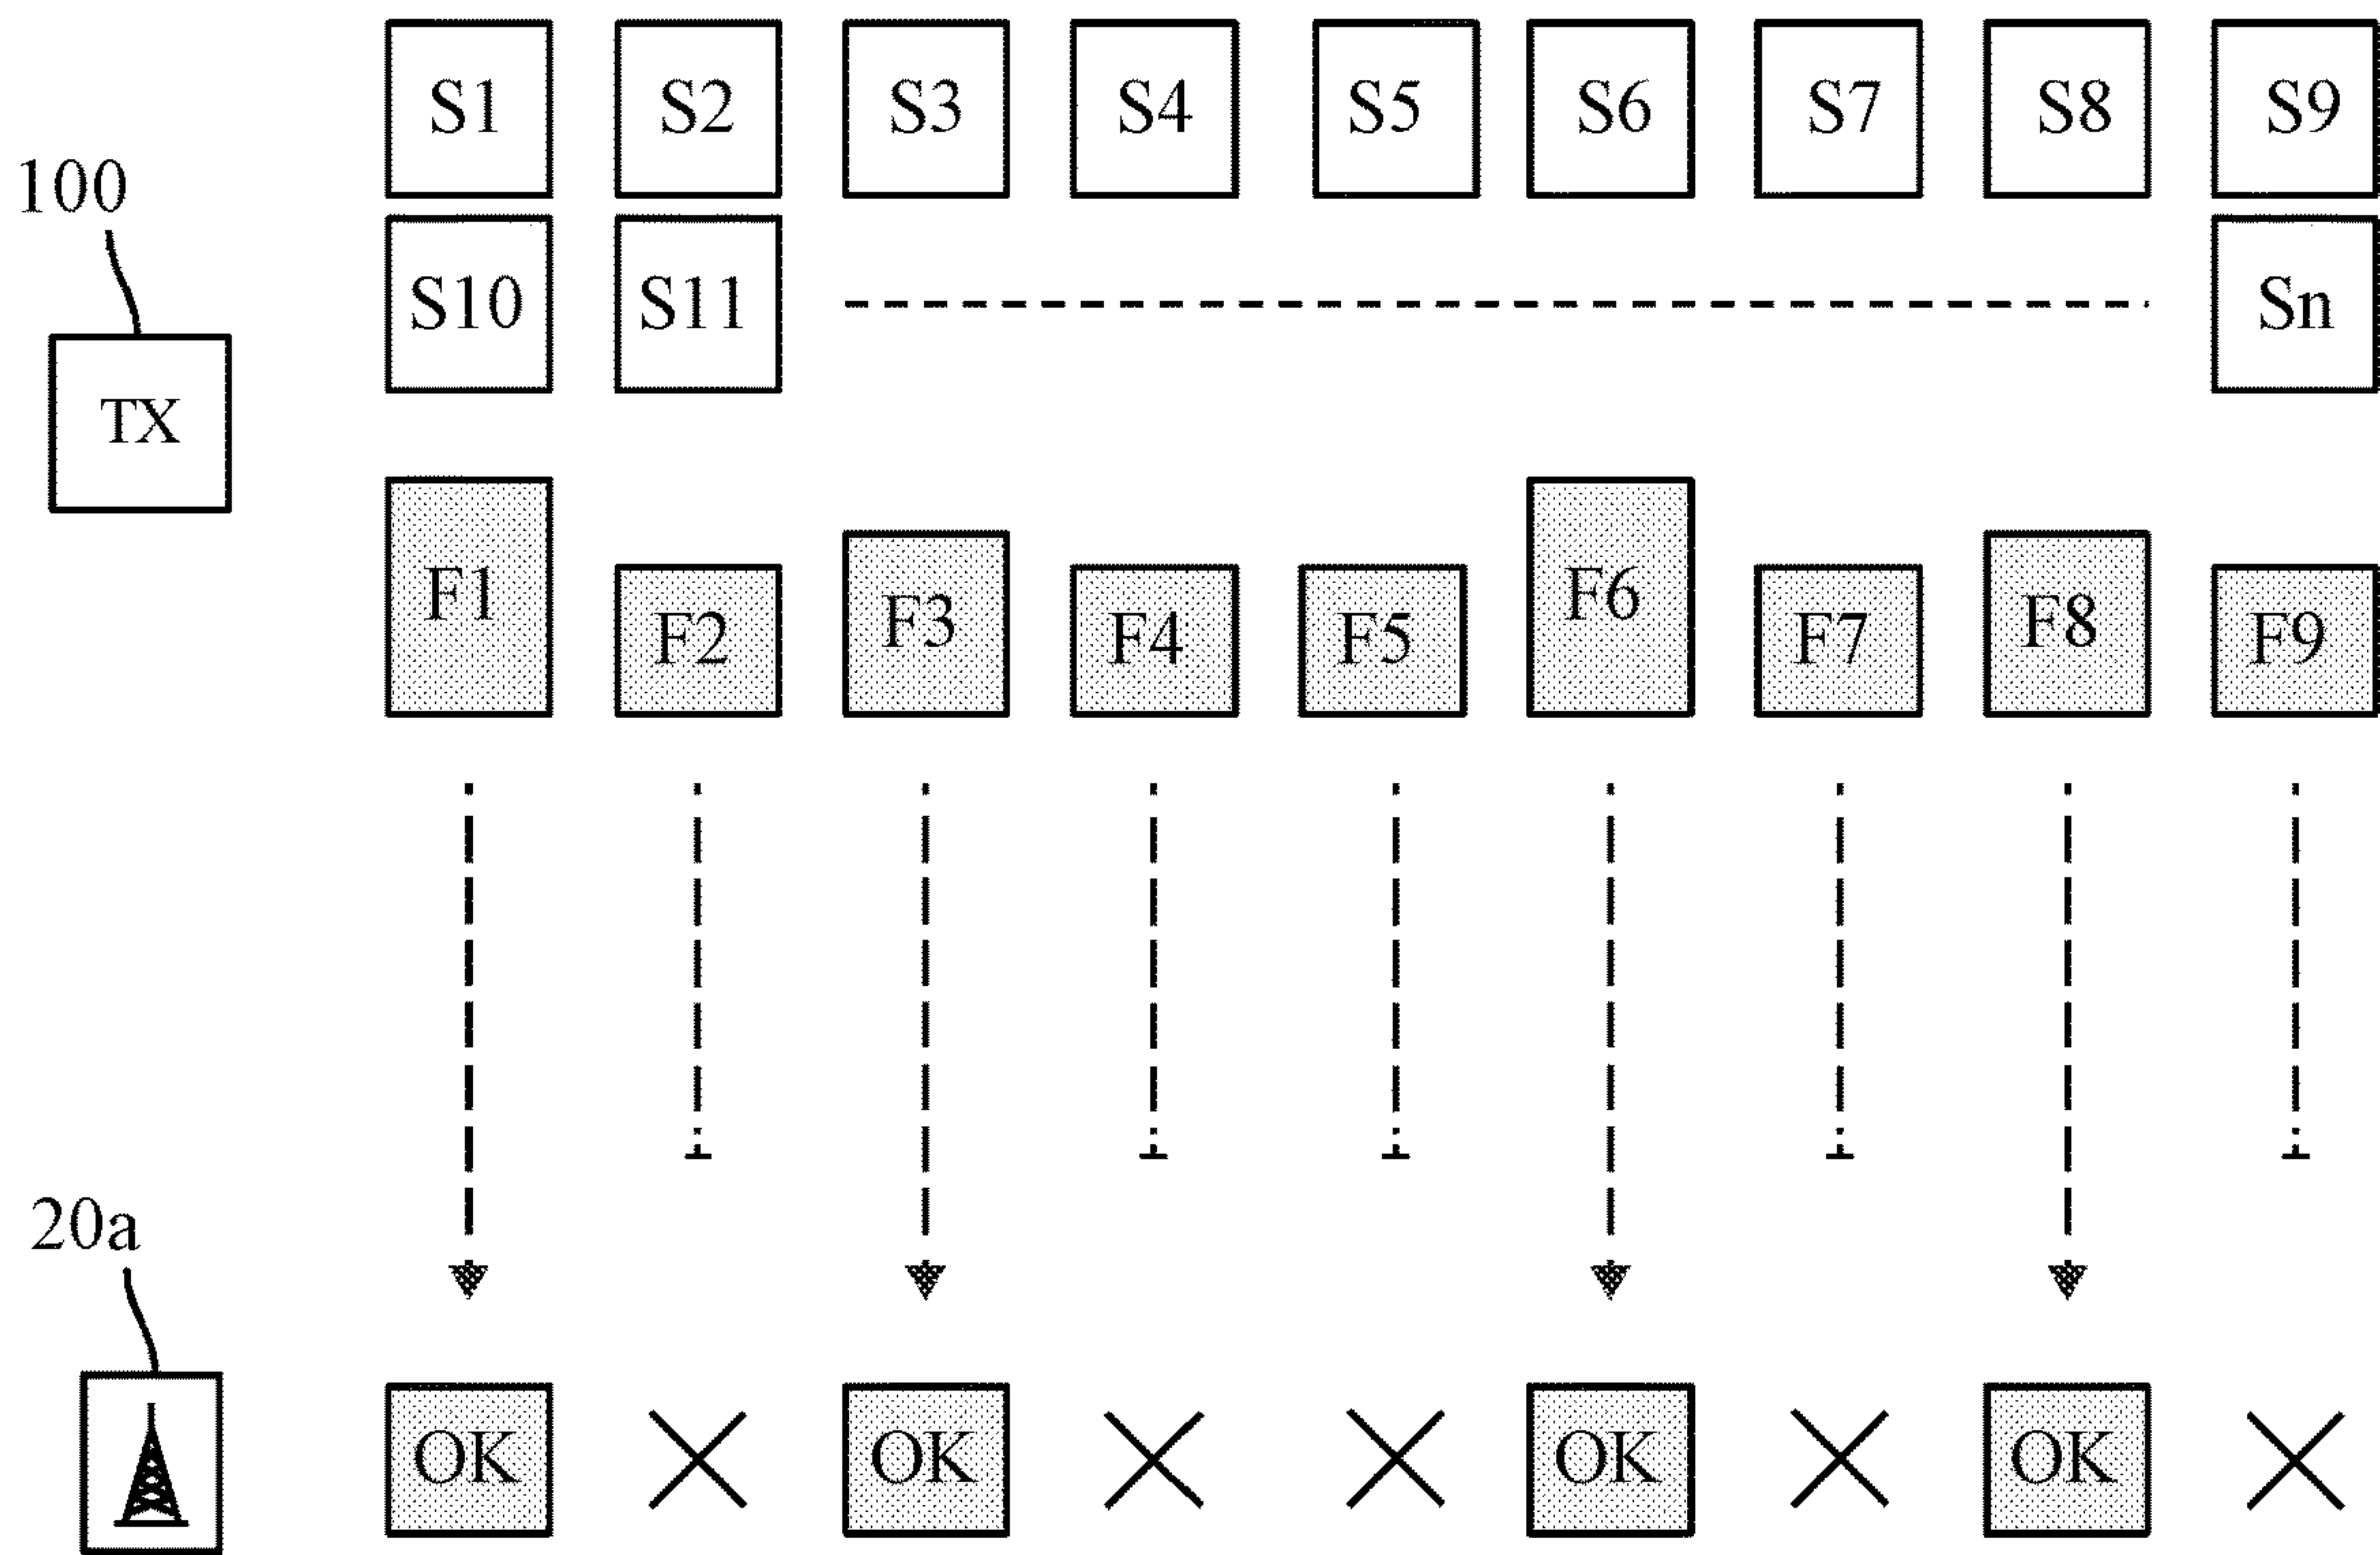 S1 S2 S3 S4 S5 S6 S7 S8 S9
100
S10 S11 Sn
TX
F1 F2 F3 F4 F5 F6 F7 F8 F9
20a
OK OK OK OK